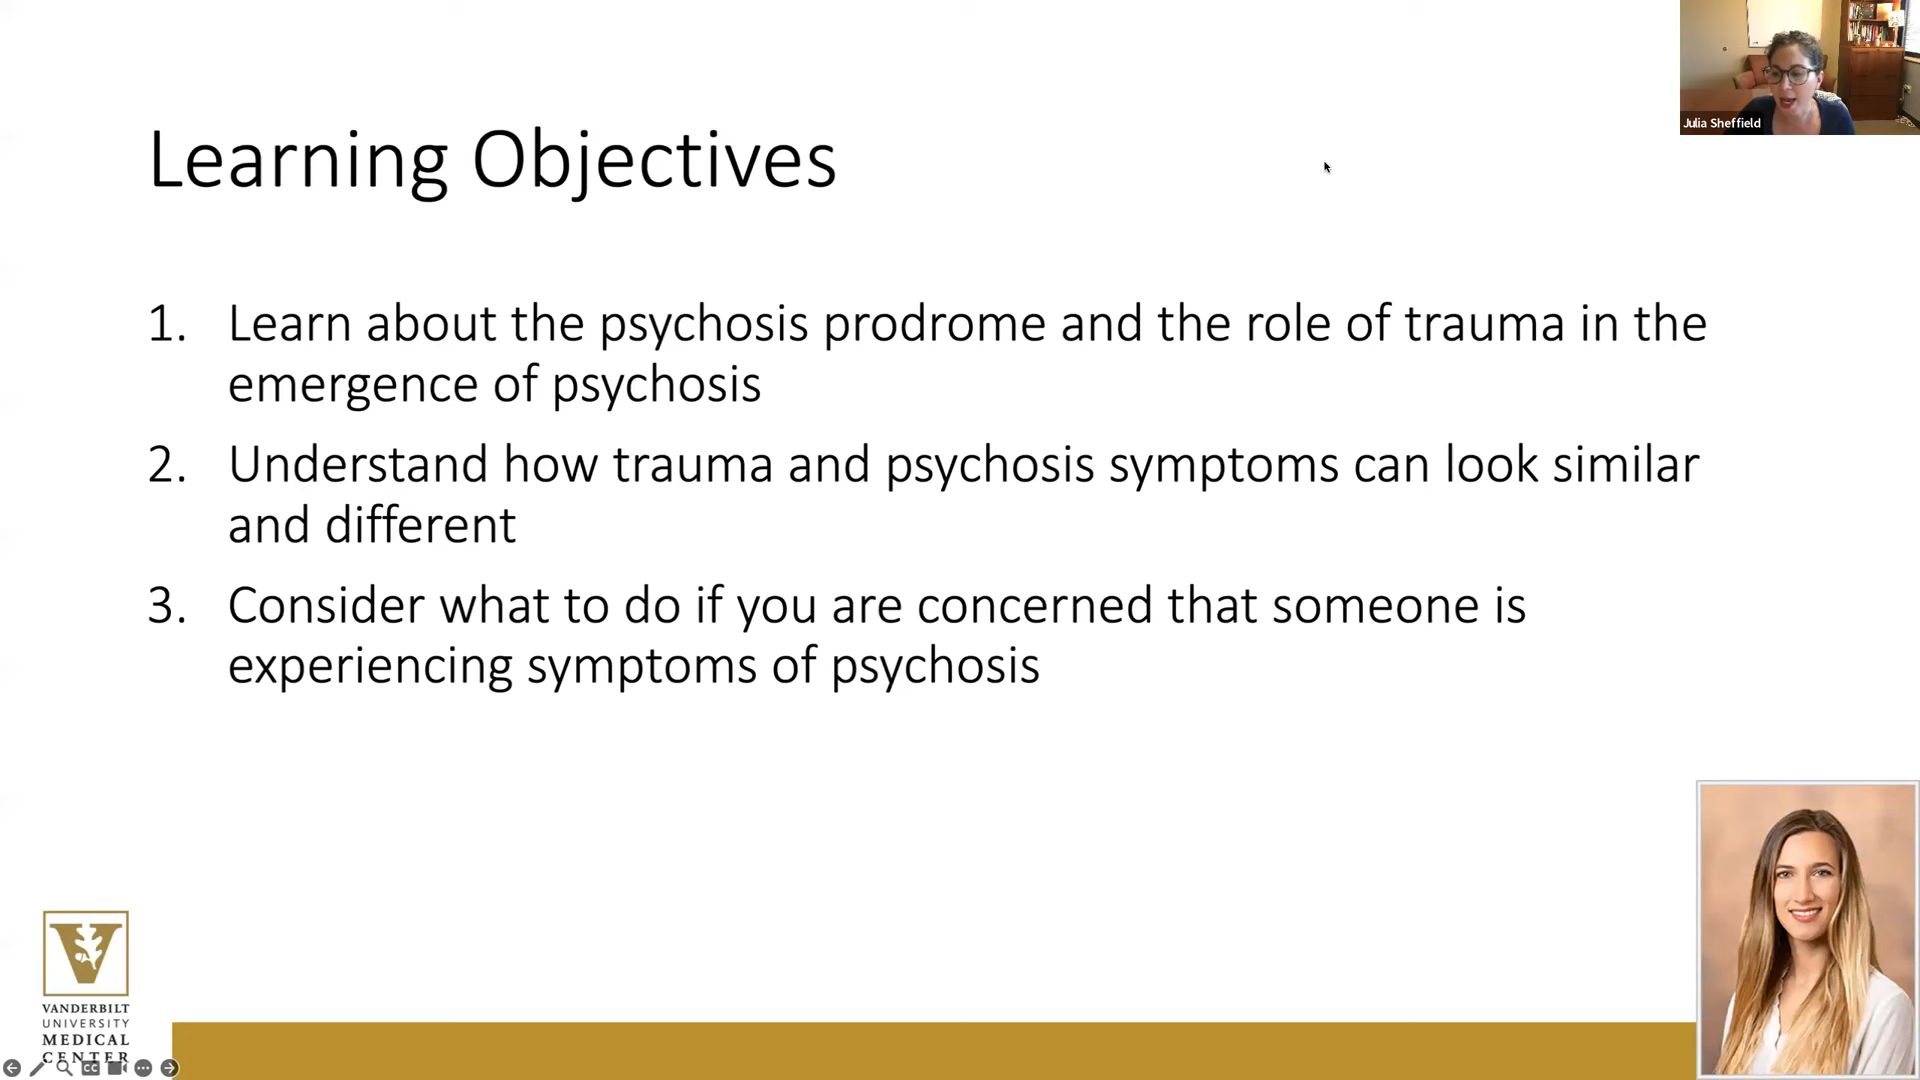 Julia Sheffield
Learning Objectives
1. Learn about the psychosis prodrome and the role of trauma in the
emergence of psychosis
2. Understand how trauma and psychosis symptoms can look similar
and different
3. Consider what to do if you are concerned that someone is
experiencing symptoms of psychosis
V
VANDERBILT
UNIVERSITY
MEDICAL
CENTER
CC